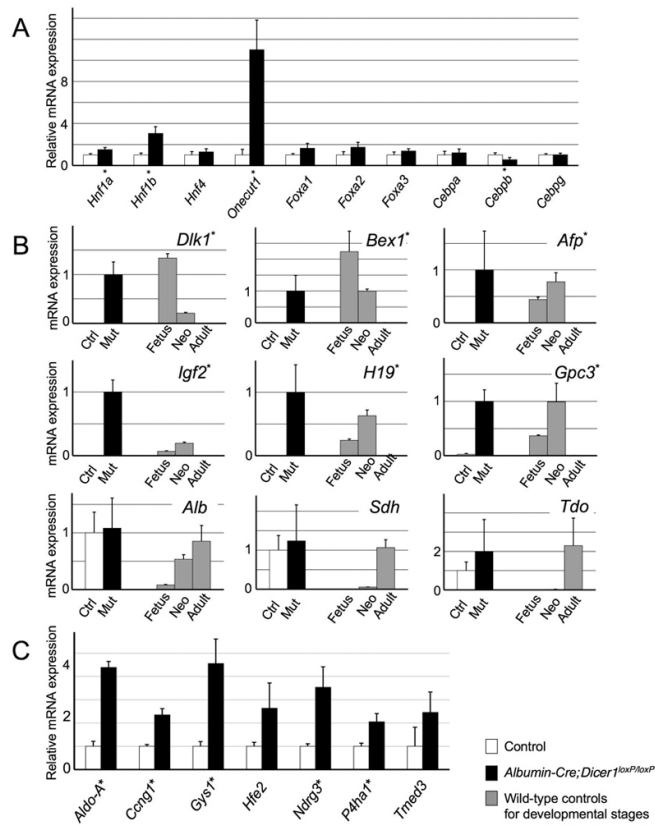 A
Relative mRNA expression
8
4
1
Hnf1a*
Hnf1b*
Hnf4
Onecut1*
Foxa1
Foxa2
Foxa3
Cebpa
Cebpb*
Cebpg
B
Dlk1*
Bex1*
Afp*
mRNA expression
1
0
1
0
1
0
Ctrl Mut Fetus Neo Adult
Ctrl Mut Fetus Neo Adult
Ctrl Mut Fetus Neo Adult
Igf2*
H19*
Gpc3*
mRNA expression
1
0
1
0
1
0
Ctrl Mut Fetus Neo Adult
Ctrl Mut Fetus Neo Adult
Ctrl Mut Fetus Neo Adult
Alb
Sdh
Tdo
mRNA expression
1
0
1
0
2
0
Ctrl Mut Fetus Neo Adult
Ctrl Mut Fetus Neo Adult
Ctrl Mut Fetus Neo Adult
C
Relative mRNA expression
4
2
1
Aldo-A*
Ccng1*
Gys1*
Hfe2
Ndrg3*
P4ha1*
Tmed3
Control
Albumin-Cre;Dicer1loxP/loxP
Wild-type controls
for developmental stages